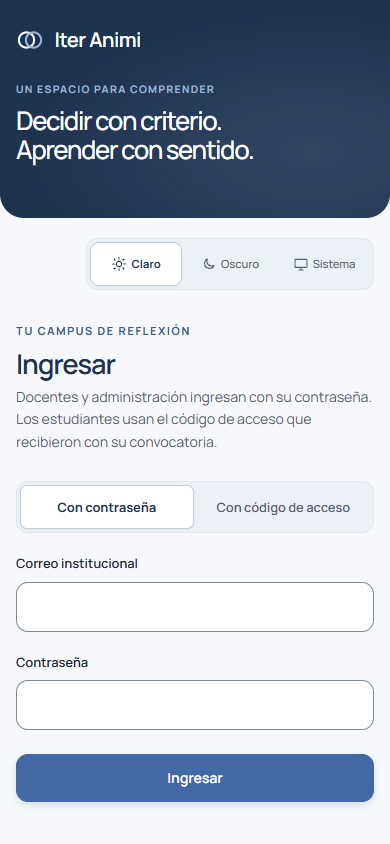 Iter Animi
UN ESPACIO PARA COMPRENDER
Decidir con criterio.
Aprender con sentido.
Claro
Oscuro
Sistema
TU CAMPUS DE REFLEXIÓN
Ingresar
Docentes y administración ingresan con su contraseña.
Los estudiantes usan el código de acceso que
recibieron con su convocatoria.
Con contraseña
Con código de acceso
Correo institucional
Contraseña
Ingresar